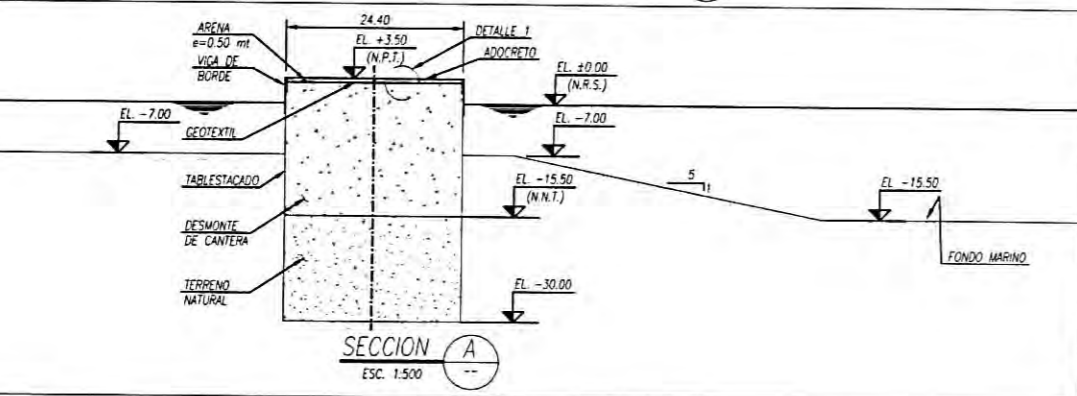 24.40
ARENA
e=0.50 mt
VIGA DE
BORDE
EL. +3.50
(N.P.T.)
DETALLE 1
ADOCRETO
EL. ±0.00
(N.R.S.)
EL. -7.00
GEOTEXTIL
EL. -7.00
TABLESTACADO
EL. -15.50
(N.N.T.)
5
1
EL -15.50
DESMONTE
DE CANTERA
FONDO MARINO
TERRENO
NATURAL
EL. -30.00
SECCION
A
--
ESC. 1:500